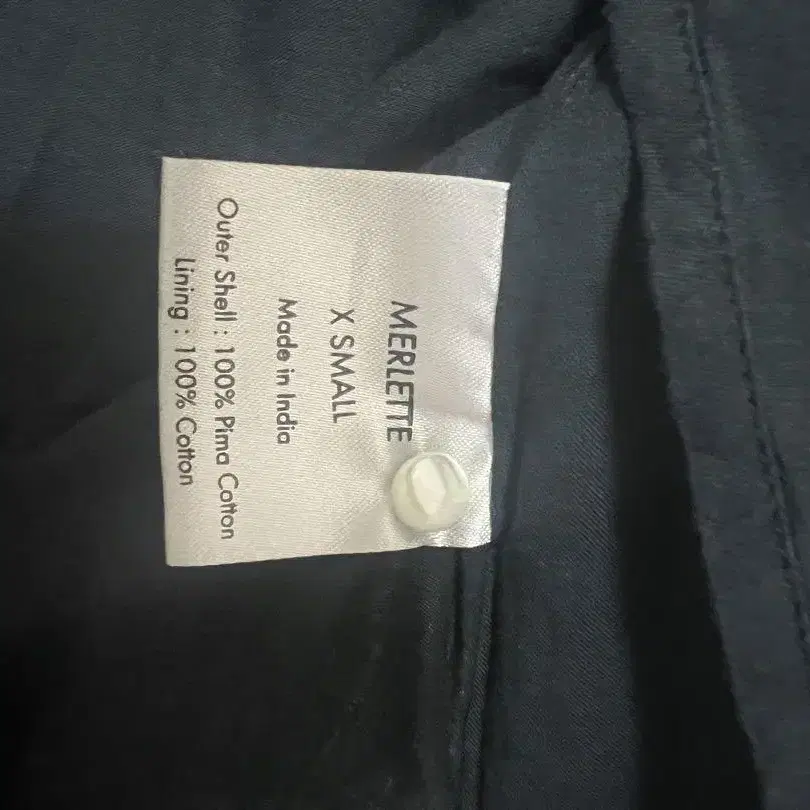 MERLETTE
X SMALL
Made in India
Outer Shell : 100% Pima Cotton
Lining : 100% Cotton